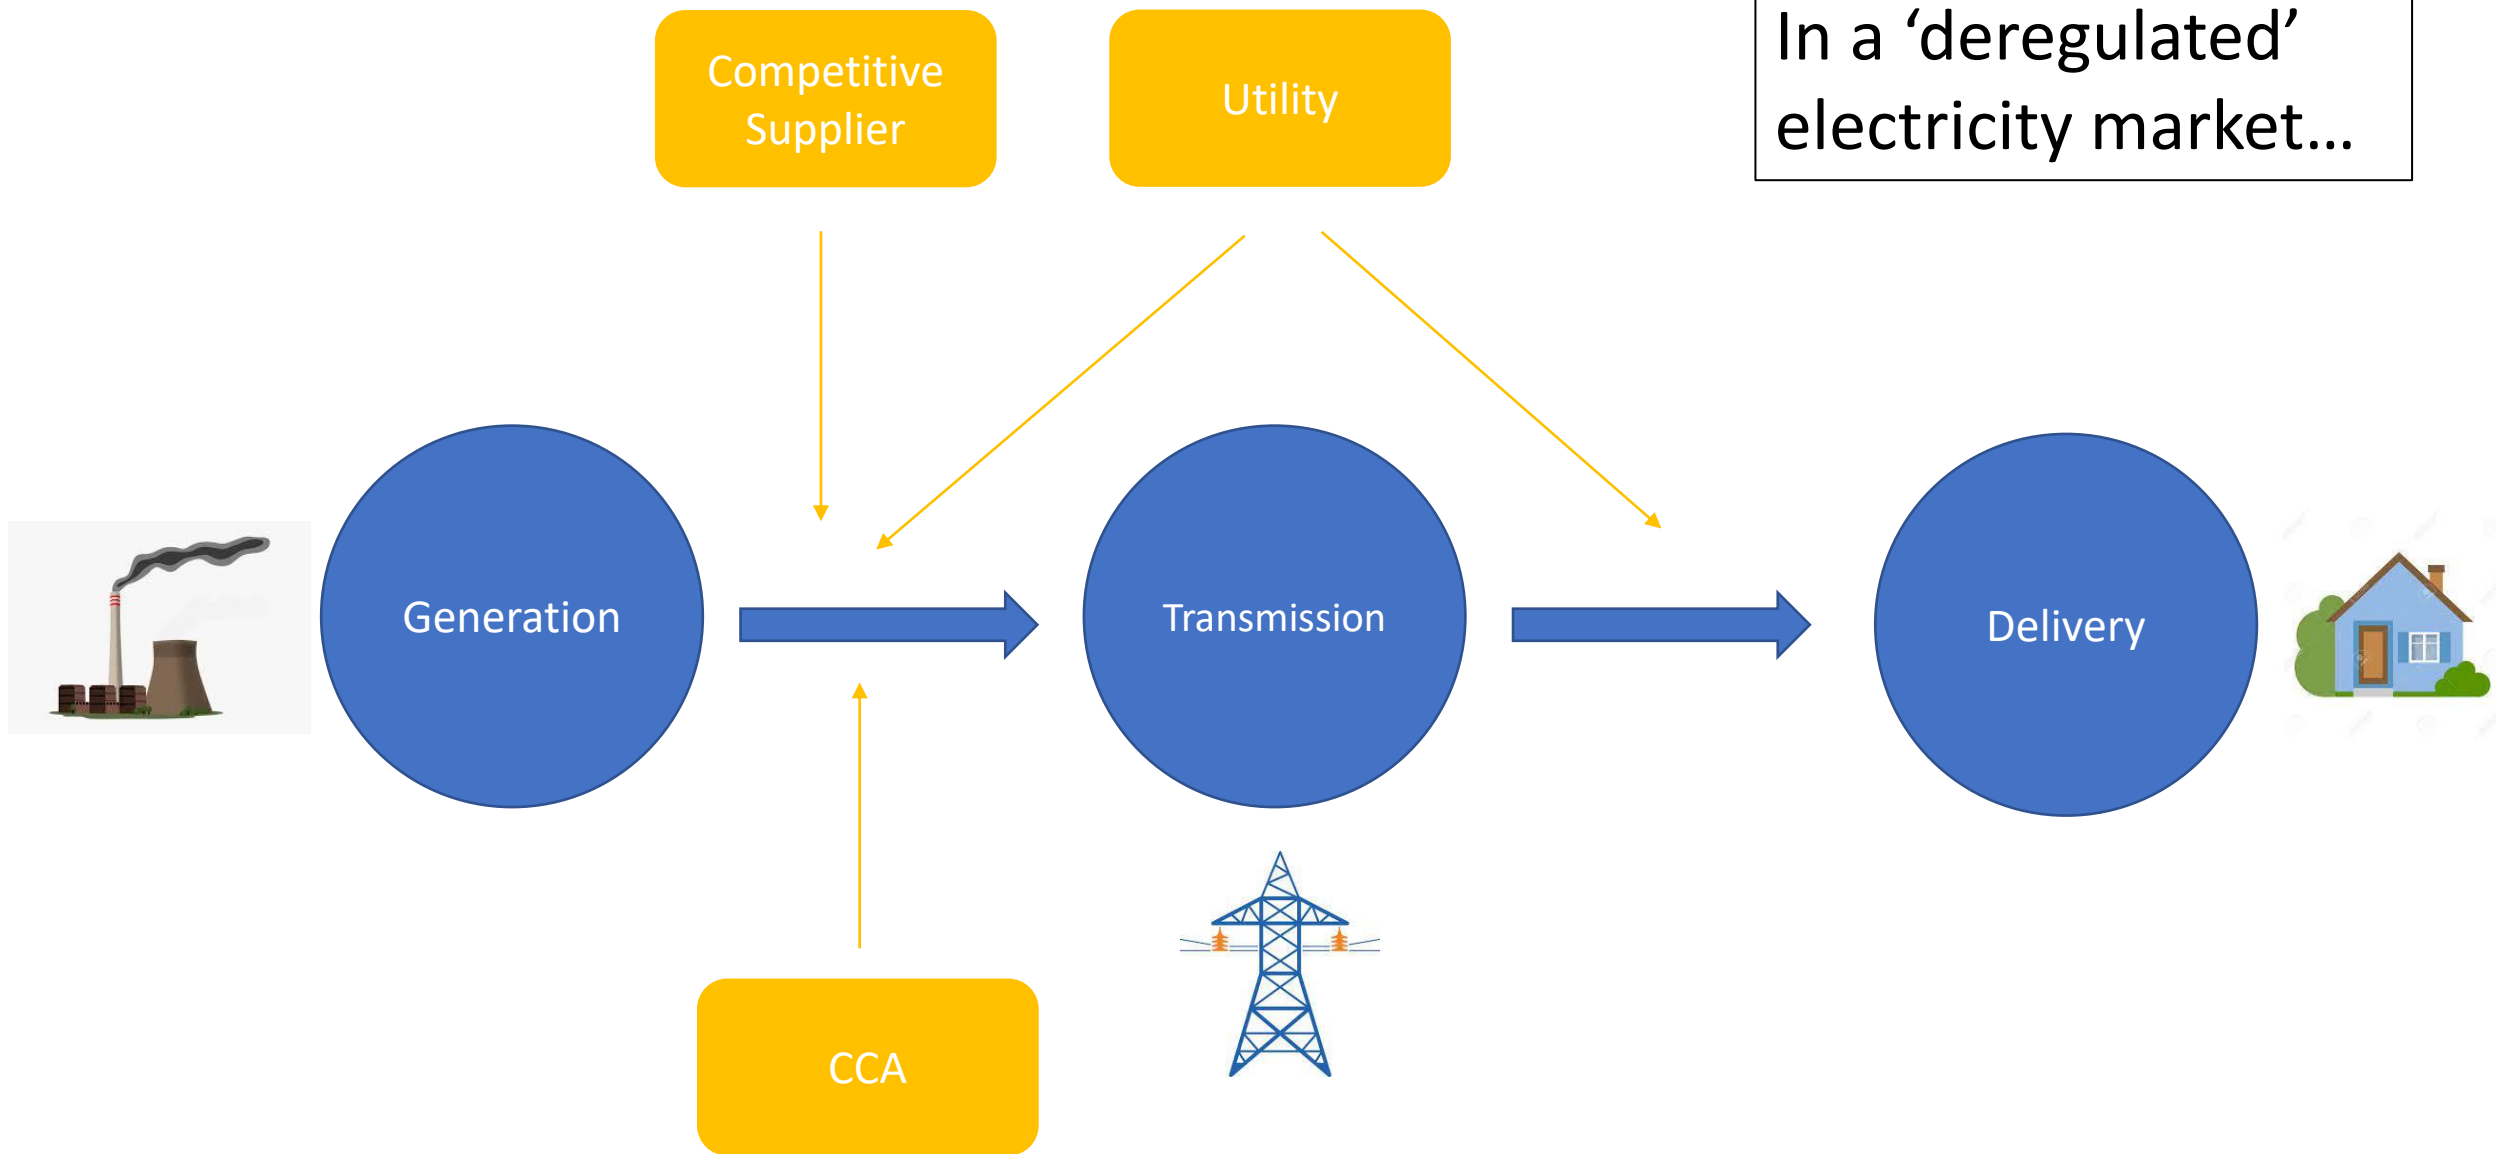 In a ‘deregulated’
electricity market…
Competitive
Supplier
Utility
Generation
Transmission
Delivery
CCA